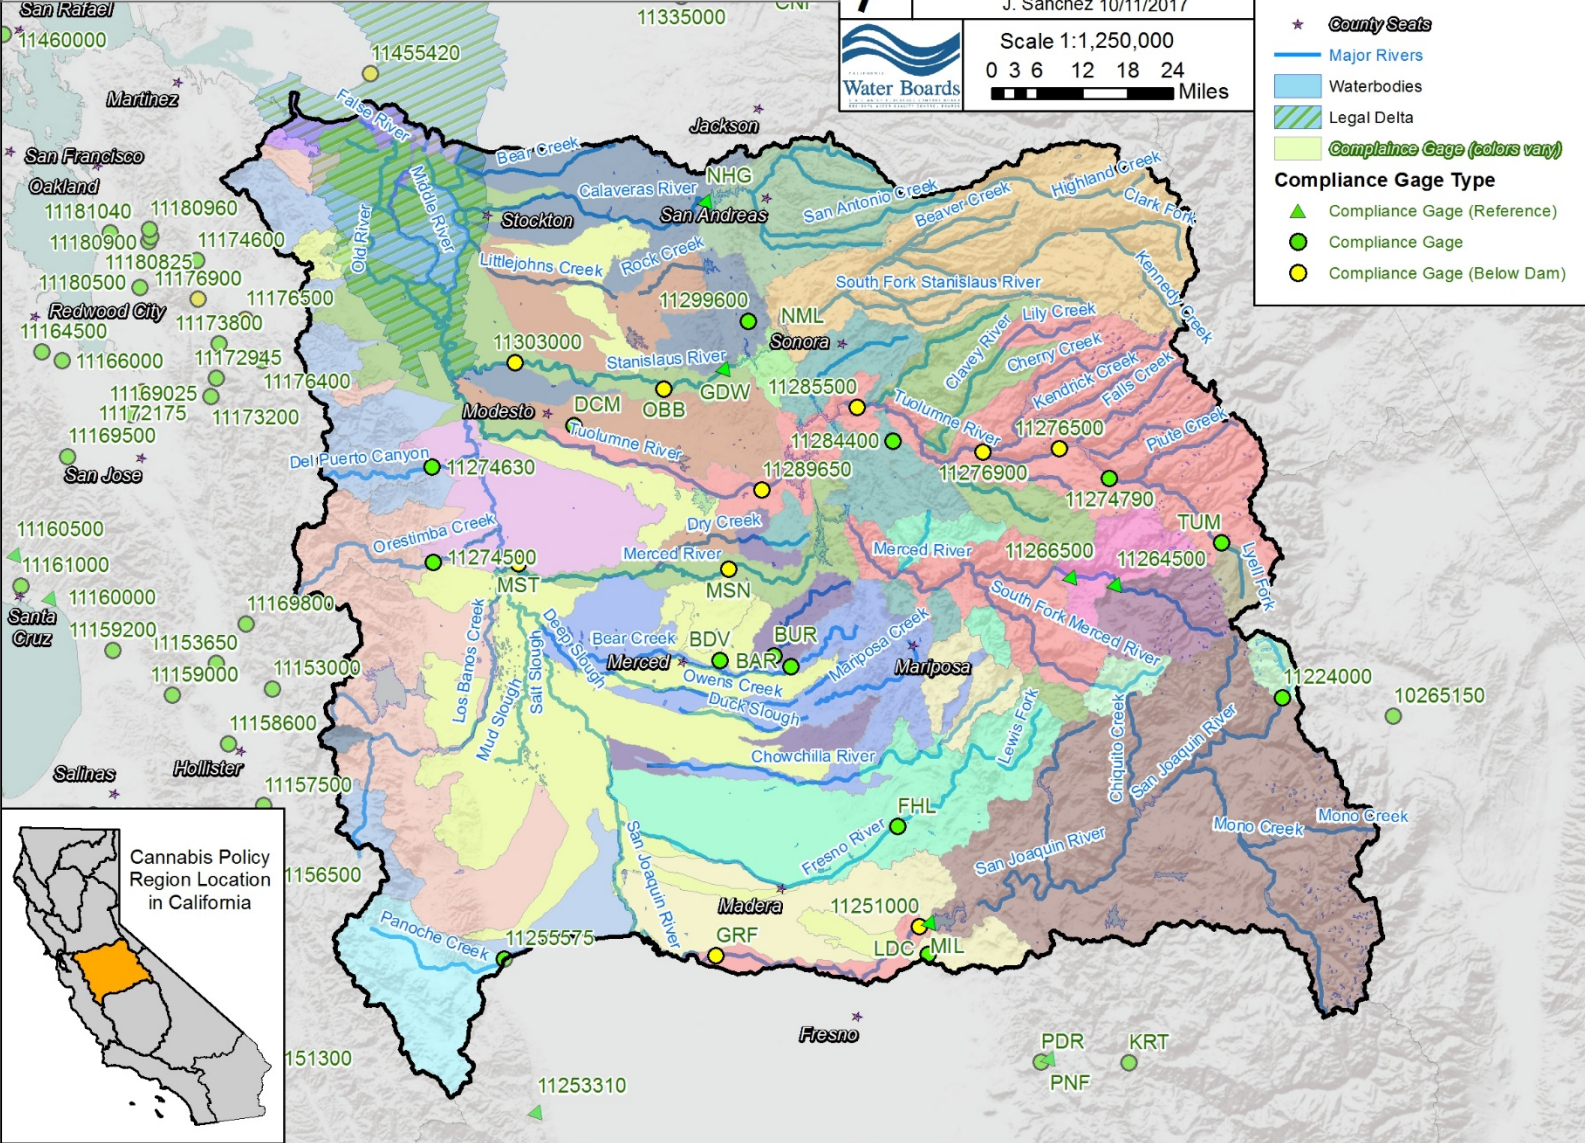 San Rafael
11335000
J. Sanchez 10/11/2017
11460000
11455420
Scale 1:1,250,000
0 3 6 12 18 24 Miles
Water Boards
County Seats
Major Rivers
Waterbodies
Legal Delta
Complaince Gage (colors vary)
Compliance Gage Type
Compliance Gage (Reference)
Compliance Gage
Compliance Gage (Below Dam)
Martinez
False River
Jackson
Bear Creek
San Francisco
Oakland
Middle River
Calaveras River
NHG
San Antonio Creek
Beaver Creek
Highland Creek
Clark Fork
11181040
11180960
Stockton
San Andreas
11180900
11174600
Old River
11180825
Littlejohns Creek
Rock Creek
11180500
11176900
South Fork Stanislaus River
Kennedy Creek
Redwood City
11176500
11299600
NML
Lily Creek
11164500
11173800
Sonora
Clavey River
Cherry Creek
11166000
11172945
11303000
Stanislaus River
Kendrick Creek
Falls Creek
11169025
11176400
GDW
11285500
11172175
11173200
Modesto
DCM
OBB
Tuolumne River
11276500
Piute Creek
11169500
Tuolumne River
11284400
San Jose
Del Puerto Canyon
11274630
11289650
11276900
11274790
11160500
Orestimba Creek
Dry Creek
TUM
11161000
11274500
Merced River
Merced River
11266500
11264500
Lyell Fork
11160000
MST
MSN
Santa
Cruz
11169800
South Fork Merced River
11159200
11153650
Los Banos Creek
Deep Slough
Bear Creek
BDV
BUR
Mariposa Creek
11159000
11153000
Salt Slough
Merced
BAR
Mariposa
11224000
10265150
Mud Slough
Owens Creek
Duck Slough
11158600
Lewis Fork
Chiquito Creek
San Joaquin River
Salinas
Hollister
Chowchilla River
11157500
FHL
Mono Creek
Mono Creek
San Joaquin River
Fresno River
San Joaquin River
Cannabis Policy
Region Location
in California
1156500
Madera
11251000
Panoche Creek
11255575
GRF
LDC
MIL
Fresno
151300
PDR
KRT
PNF
11253310